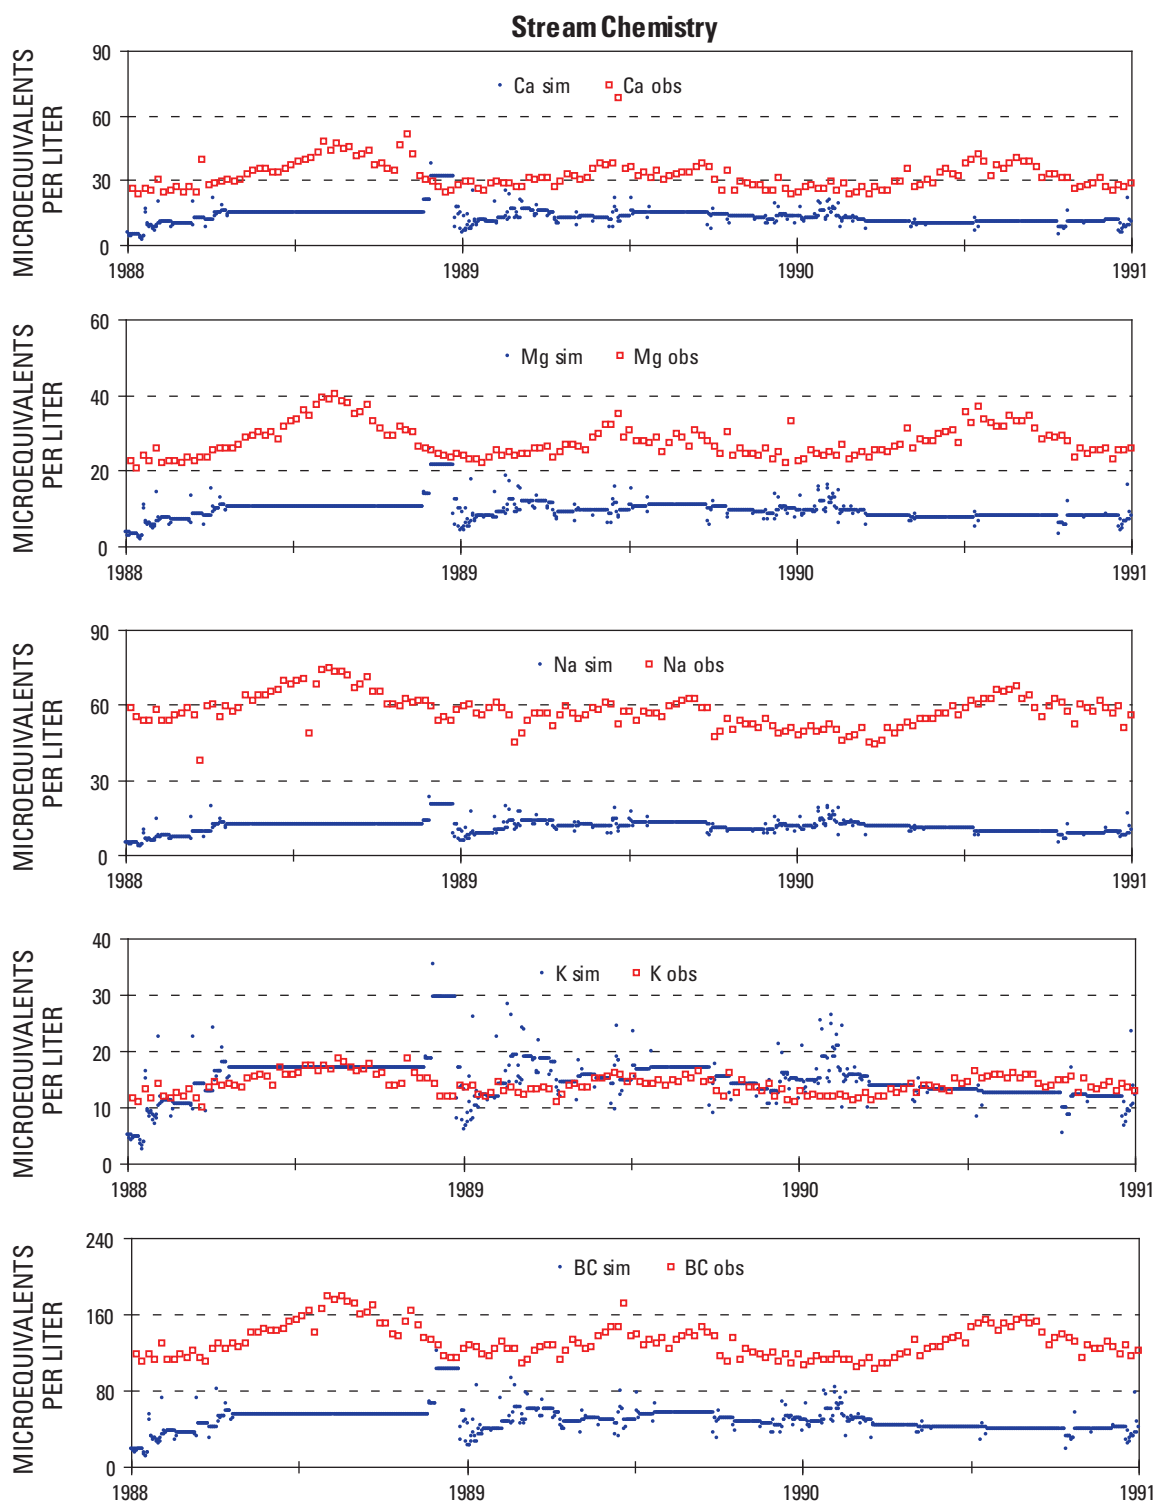 Stream Chemistry
MICROEQUIVALENTS
PER LITER
90
60
30
0
Ca sim
Ca obs
1988
1989
1990
1991
MICROEQUIVALENTS
PER LITER
60
40
20
0
Mg sim
Mg obs
1988
1989
1990
1991
MICROEQUIVALENTS
PER LITER
90
60
30
0
Na sim
Na obs
1988
1989
1990
1991
MICROEQUIVALENTS
PER LITER
40
30
20
10
0
K sim
K obs
1988
1989
1990
1991
MICROEQUIVALENTS
PER LITER
240
160
80
0
BC sim
BC obs
1988
1989
1990
1991